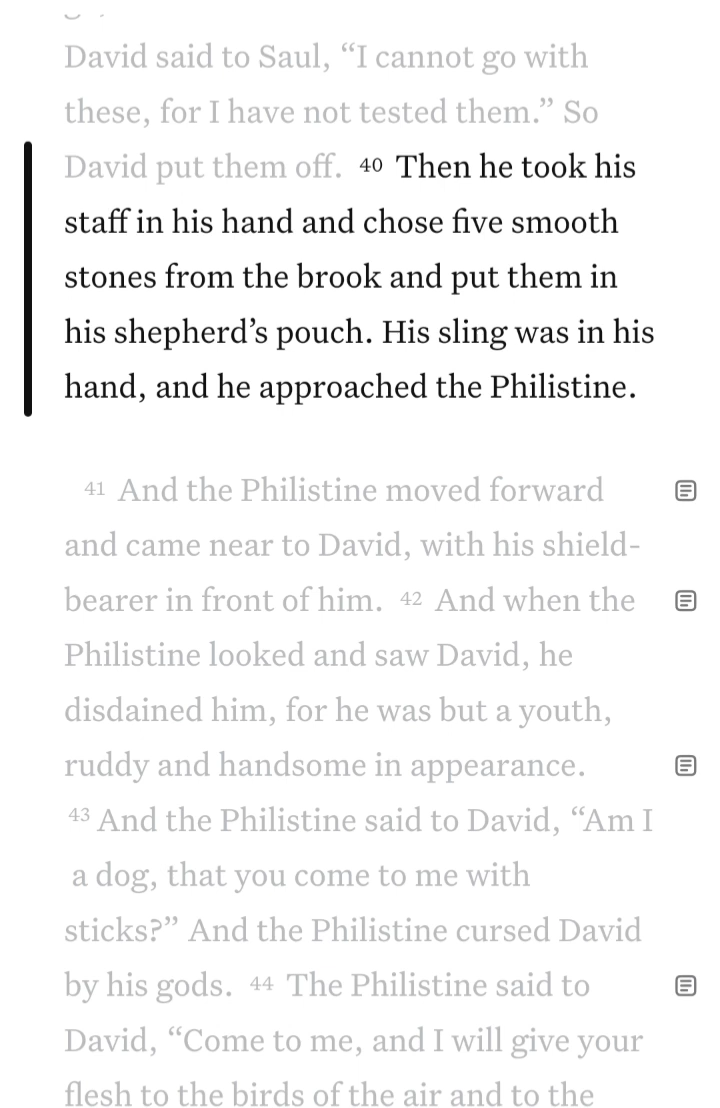 David said to Saul, “I cannot go with
these, for I have not tested them.” So
David put them off. 40 Then he took his
staff in his hand and chose five smooth
stones from the brook and put them in
his shepherd’s pouch. His sling was in his
hand, and he approached the Philistine.
41 And the Philistine moved forward
and came near to David, with his shield-
bearer in front of him. 42 And when the
Philistine looked and saw David, he
disdained him, for he was but a youth,
ruddy and handsome in appearance.
43 And the Philistine said to David, “Am I
a dog, that you come to me with
sticks?” And the Philistine cursed David
by his gods. 44 The Philistine said to
David, “Come to me, and I will give your
flesh to the birds of the air and to the